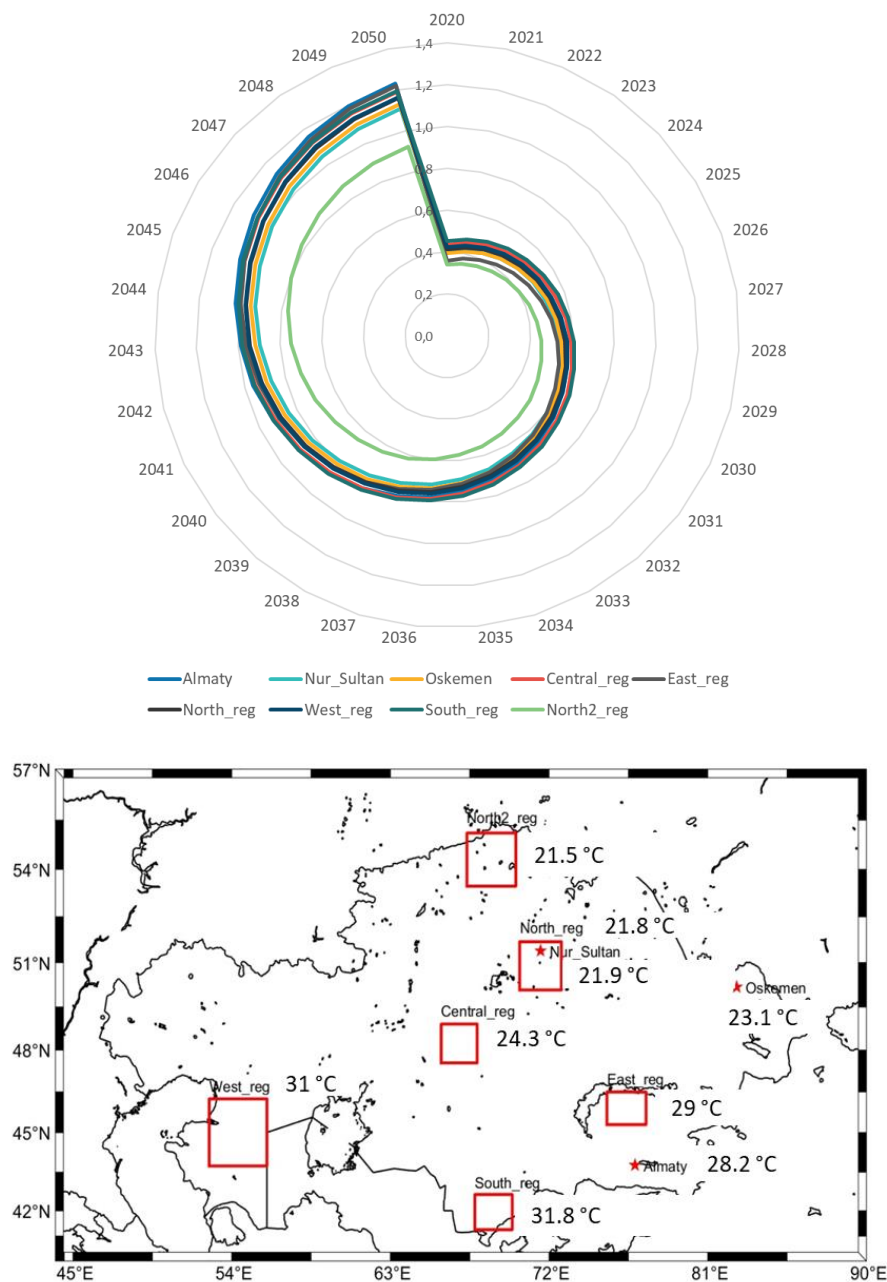 2020
2050 2021
2049 2022
2048 2023
2047 2024
2046 2025
2045 2026
2044 2027
2043 2028
2042 2029
2041 2030
2040 2031
2039 2032
2038 2033
2037 2034
2036 2035
1,4
1,2
1,0
0,8
0,6
0,4
0,2
0,0
Almaty Nur_Sultan Oskemen Central_reg East_reg
North_reg West_reg South_reg North2_reg
57°N
North2_reg
54°N 21.5 °C
North_reg 21.8 °C
Nur_Sultan
51°N 21.9 °C
Oskemen
23.1 °C
Central_reg
24.3 °C
48°N
West_reg 31 °C East_reg
29 °C
45°N
Almaty 28.2 °C
South_reg
42°N 31.8 °C
45°E 54°E 63°E 72°E 81°E 90°E